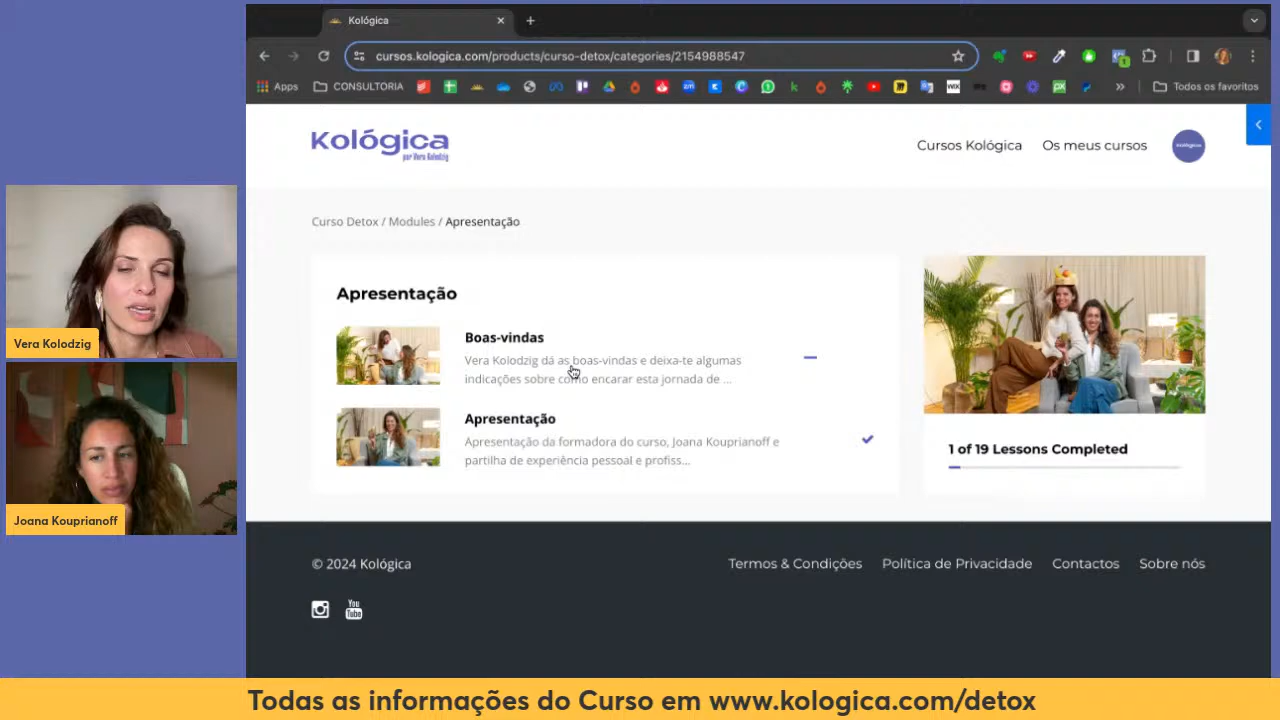 Kológica
cursos.kologica.com/products/curso-detox/categories/2154988547
Apps
CONSULTORIA
Todos os favoritos
Kológica
por Vera Kolodzig
Cursos Kológica
Os meus cursos
Curso Detox / Modules / Apresentação
Apresentação
Boas-vindas
Vera Kolodzig dá as boas-vindas e deixa-te algumas
indicações sobre como encarar esta jornada de ...
Apresentação
Apresentação da formadora do curso, Joana Kouprianoff e
partilha de experiência pessoal e profiss...
1 of 19 Lessons Completed
Vera Kolodzig
Joana Kouprianoff
© 2024 Kológica
Termos & Condições
Política de Privacidade
Contactos
Sobre nós
You
Tube
Todas as informações do Curso em www.kologica.com/detox